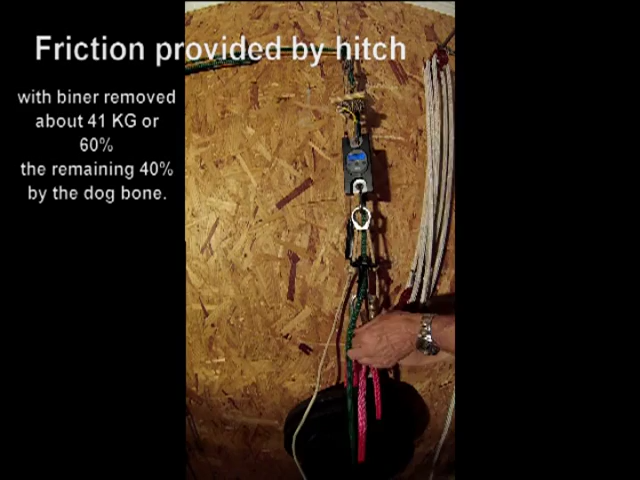 Friction provided by hitch
with biner removed
about 41 KG or
60%
the remaining 40%
by the dog bone.